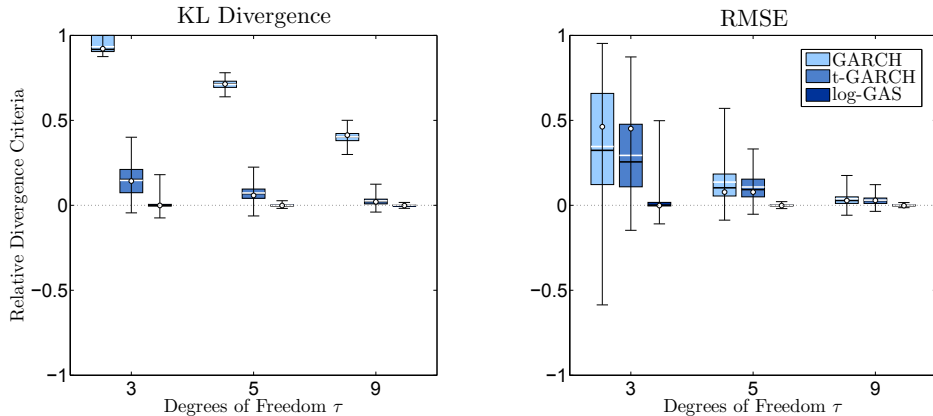 KL Divergence
RMSE
Relative Divergence Criteria
1
0.5
0
−0.5
−1
3
5
9
Degrees of Freedom τ
1
0.5
0
−0.5
−1
3
5
9
Degrees of Freedom τ
GARCH
t-GARCH
log-GAS